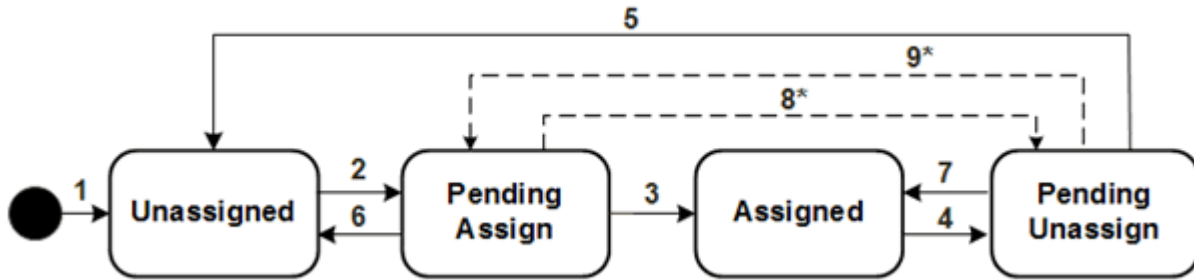 5
9*
8*
1
Unassigned
2
6
Pending
Assign
3
Assigned
7
4
Pending
Unassign